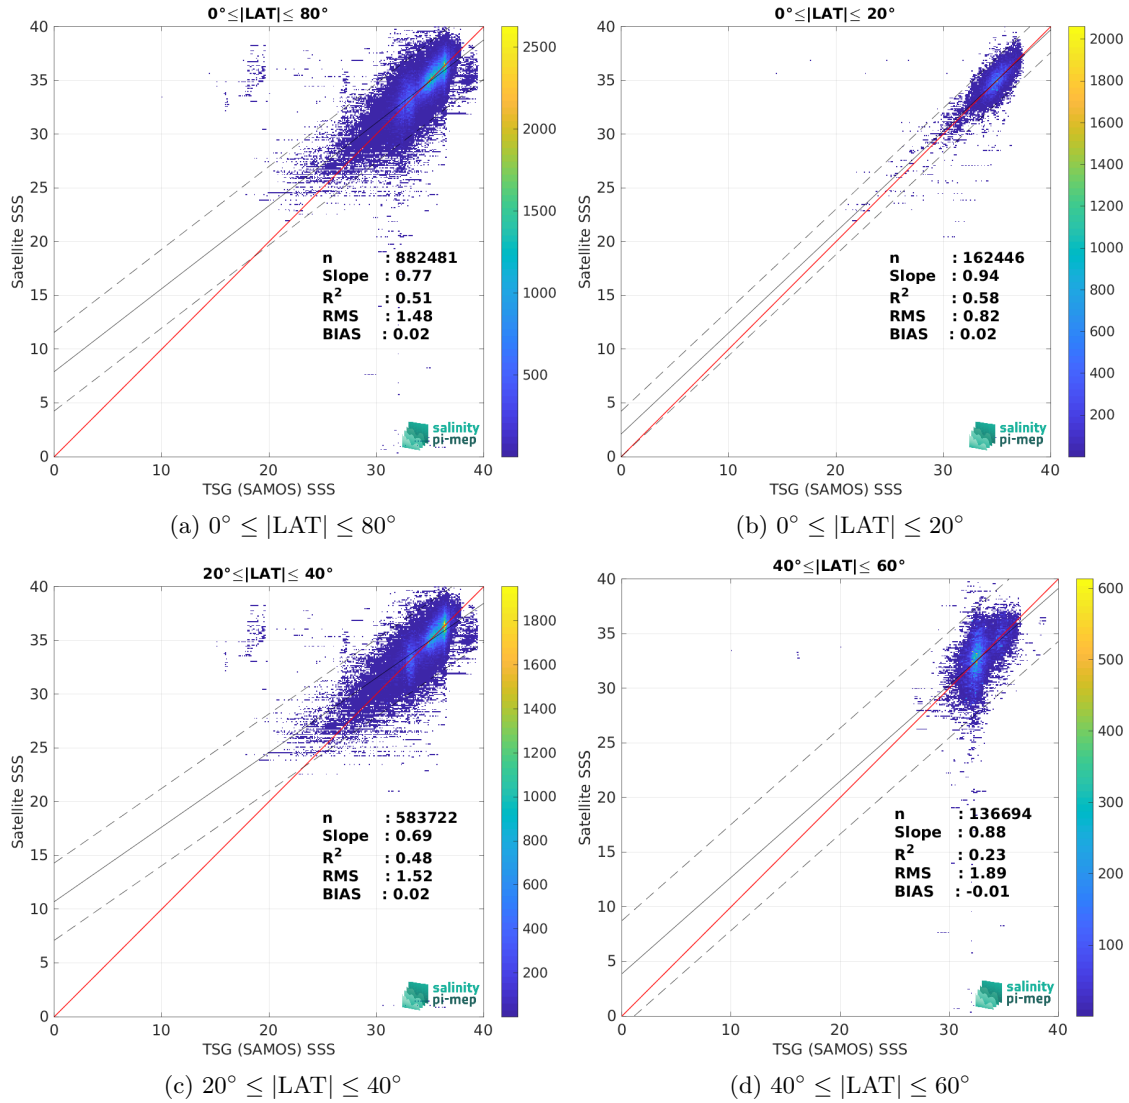 0°≤|LAT|≤ 80°
40
35
30
25
20
15
10
5
0
Satellite SSS
0
10
20
30
40
TSG (SAMOS) SSS
n : 882481
Slope : 0.77
R² : 0.51
RMS : 1.48
BIAS : 0.02
salinity
pi-mep
2500
2000
1500
1000
500
(a) 0° ≤ |LAT| ≤ 80°
0°≤|LAT|≤ 20°
40
35
30
25
20
15
10
5
0
Satellite SSS
0
10
20
30
40
TSG (SAMOS) SSS
n : 162446
Slope : 0.94
R² : 0.58
RMS : 0.82
BIAS : 0.02
salinity
pi-mep
2000
1800
1600
1400
1200
1000
800
600
400
200
(b) 0° ≤ |LAT| ≤ 20°
20°≤|LAT|≤ 40°
40
35
30
25
20
15
10
5
0
Satellite SSS
0
10
20
30
40
TSG (SAMOS) SSS
n : 583722
Slope : 0.69
R² : 0.48
RMS : 1.52
BIAS : 0.02
salinity
pi-mep
1800
1600
1400
1200
1000
800
600
400
200
(c) 20° ≤ |LAT| ≤ 40°
40°≤|LAT|≤ 60°
40
35
30
25
20
15
10
5
0
Satellite SSS
0
10
20
30
40
TSG (SAMOS) SSS
n : 136694
Slope : 0.88
R² : 0.23
RMS : 1.89
BIAS : -0.01
salinity
pi-mep
600
500
400
300
200
100
(d) 40° ≤ |LAT| ≤ 60°